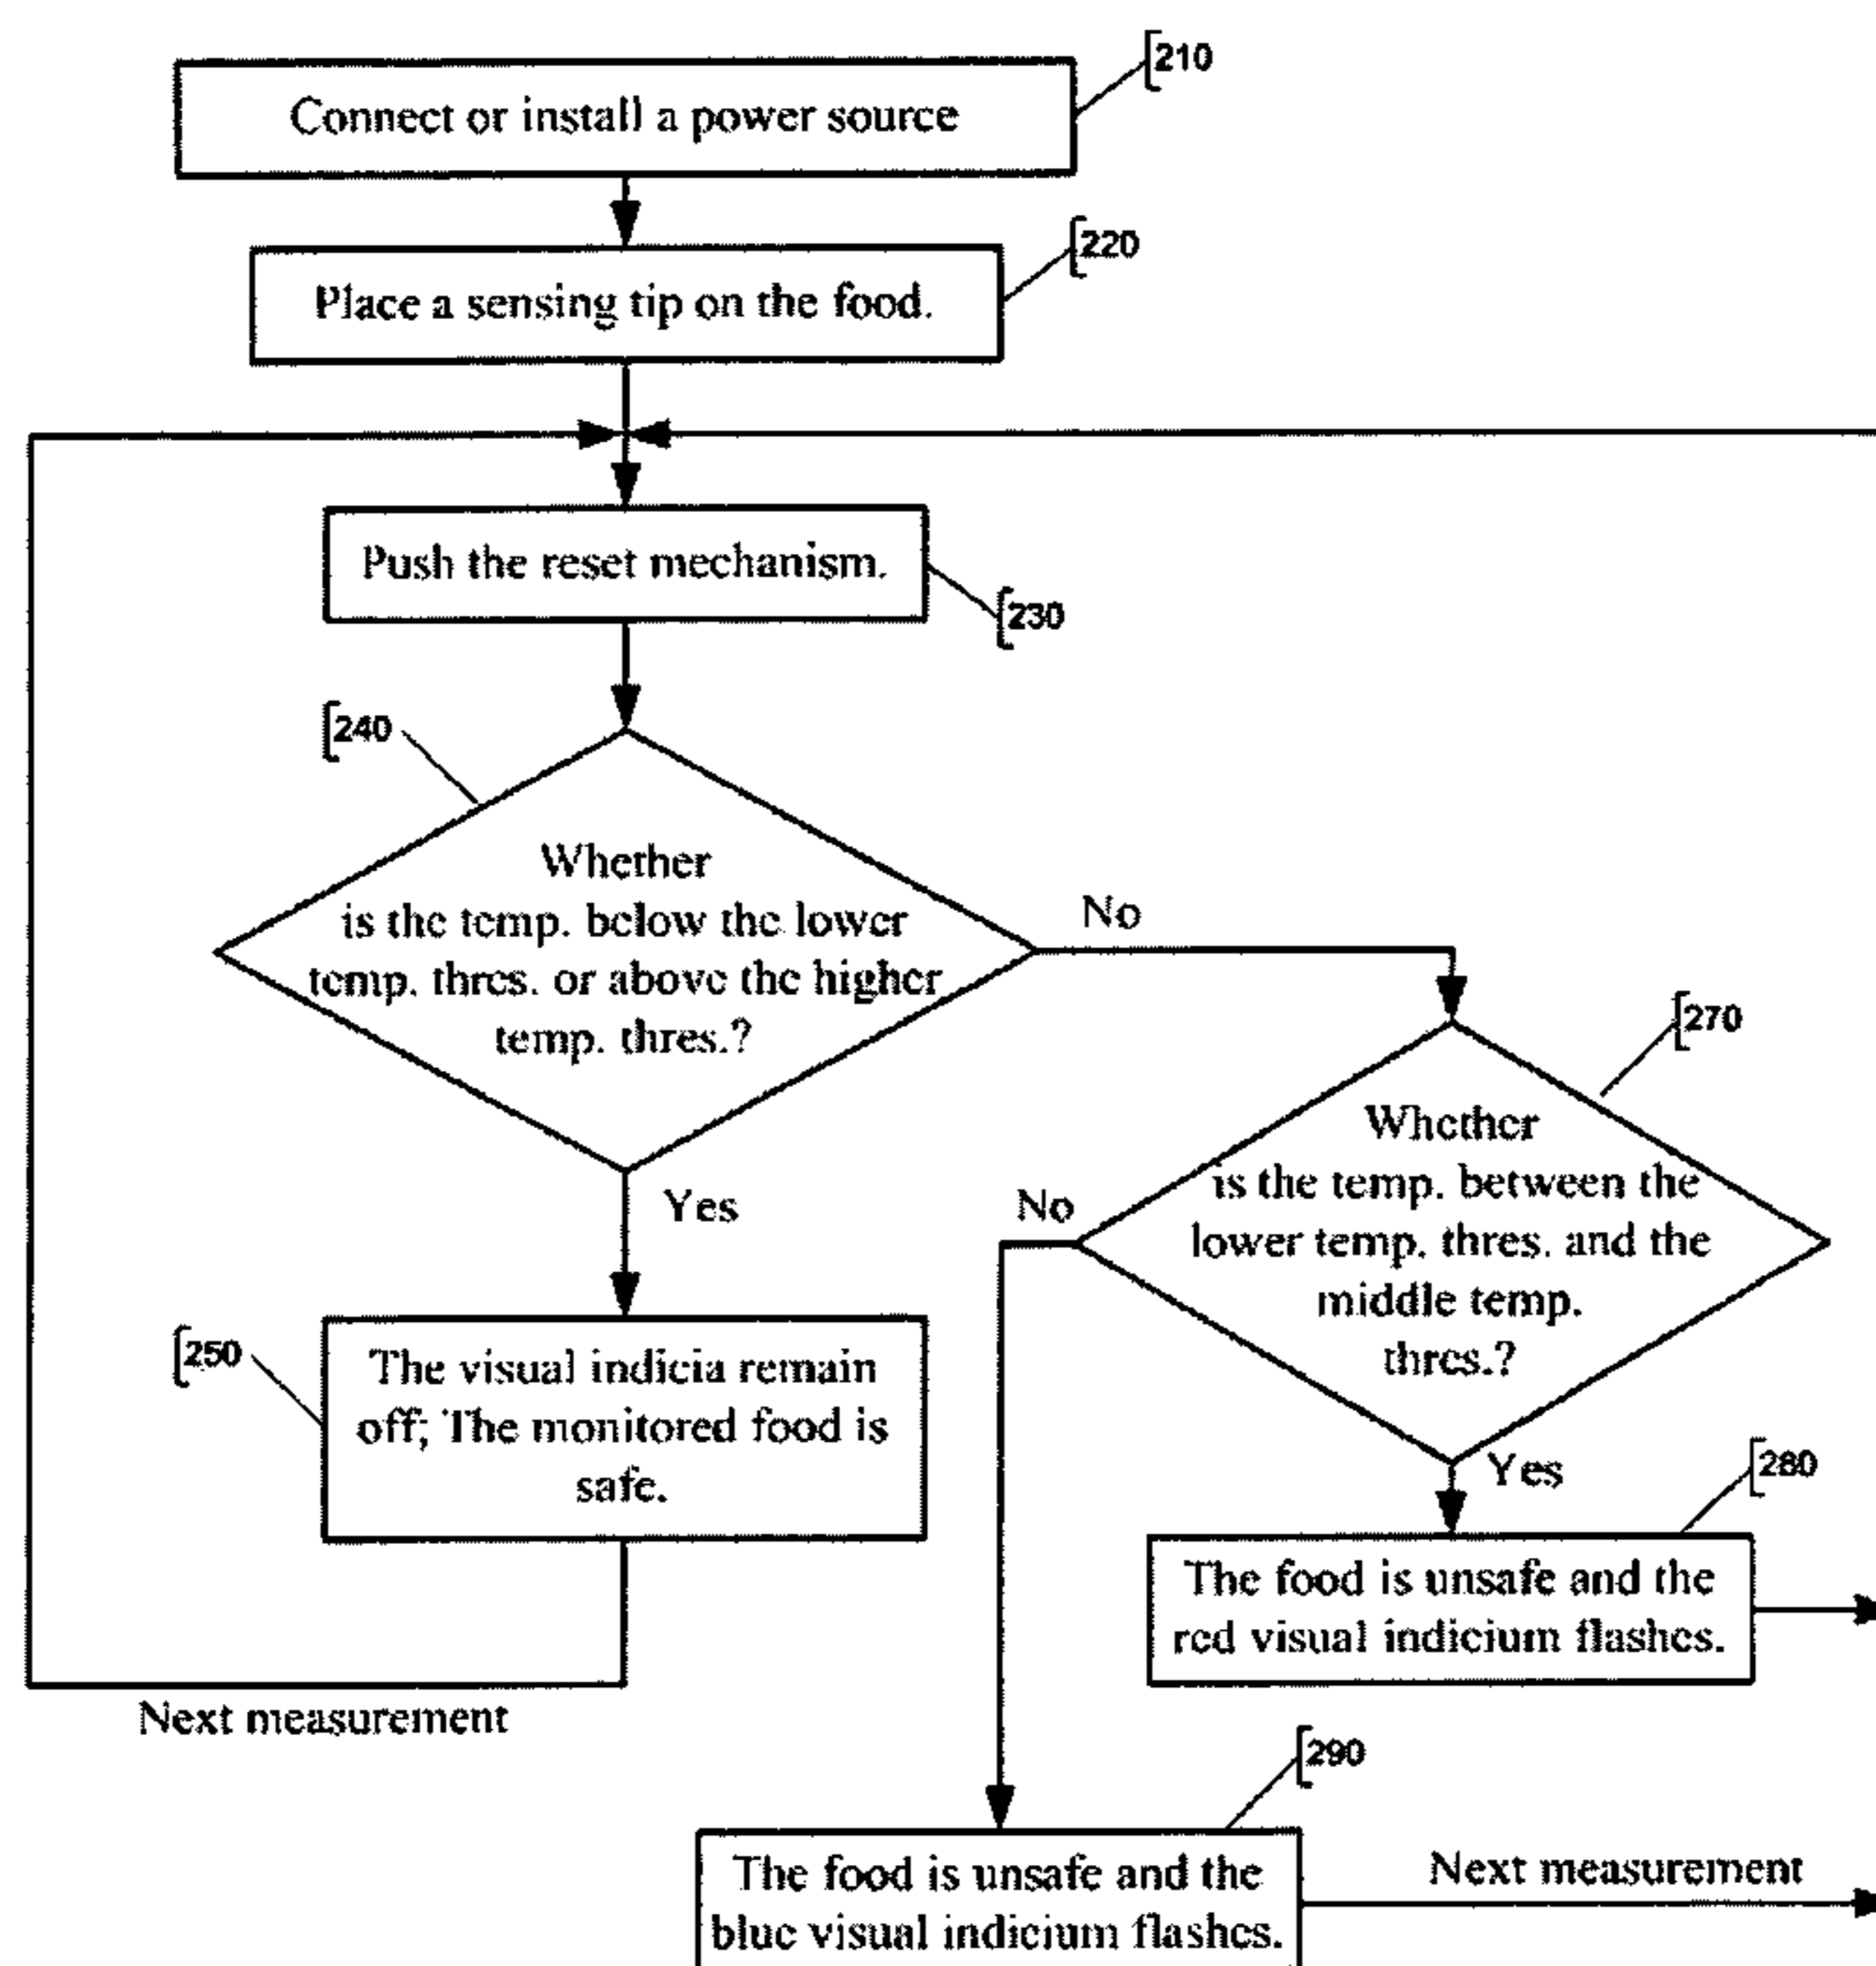 210
Connect or install a power source
220
Place a sensing tip on the food.
Push the reset mechanism.
230
240
Whether
is the temp. below the lower
temp. thres. or above the higher
temp. thres.?
No
270
Whether
is the temp. between the
lower temp. thres. and the
middle temp.
thres.?
No
Yes
Yes
250
The visual indicia remain
off; The monitored food is
safe.
280
The food is unsafe and the
red visual indicium flashes.
Next measurement
290
The food is unsafe and the
blue visual indicium flashes.
Next measurement